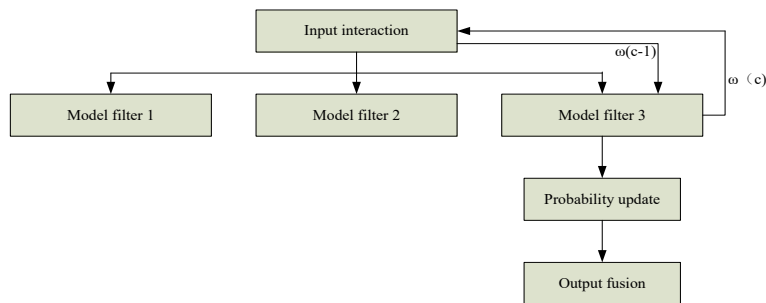 Input interaction
ω(c-1)
ω（c)
Model filter 1
Model filter 2
Model filter 3
Probability update
Output fusion